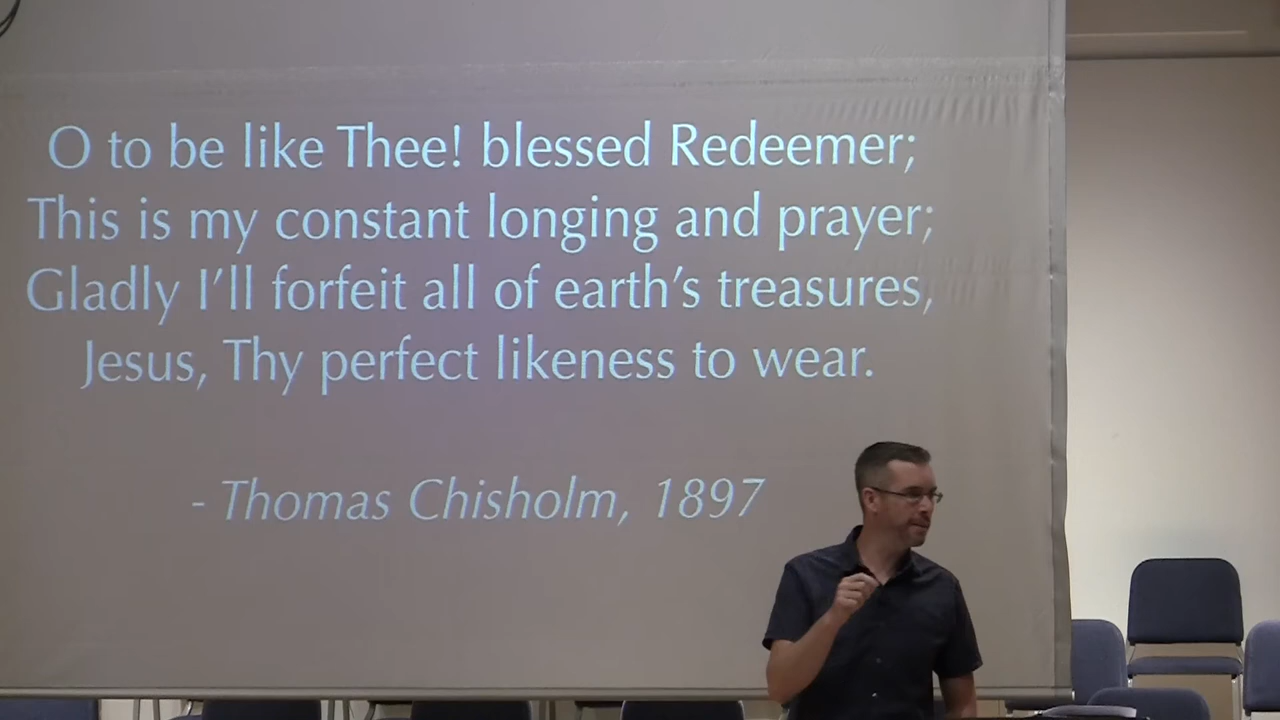 O to be like Thee! blessed Redeemer;
This is my constant longing and prayer;
Gladly I'll forfeit all of earth's treasures,
Jesus, Thy perfect likeness to wear.
- Thomas Chisholm, 1897